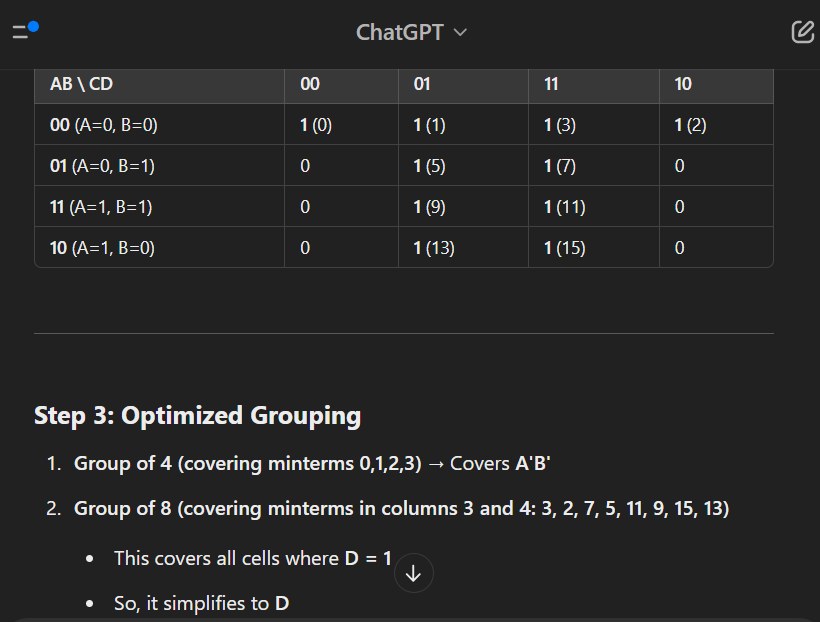 ChatGPT
AB \ CD 00 01 11 10
00 (A=0, B=0) 1 (0) 1 (1) 1 (3) 1 (2)
01 (A=0, B=1) 0 1 (5) 1 (7) 0
11 (A=1, B=1) 0 1 (9) 1 (11) 0
10 (A=1, B=0) 0 1 (13) 1 (15) 0
Step 3: Optimized Grouping
1. Group of 4 (covering minterms 0,1,2,3) → Covers A'B'
2. Group of 8 (covering minterms in columns 3 and 4: 3, 2, 7, 5, 11, 9, 15, 13)
• This covers all cells where D = 1
• So, it simplifies to D